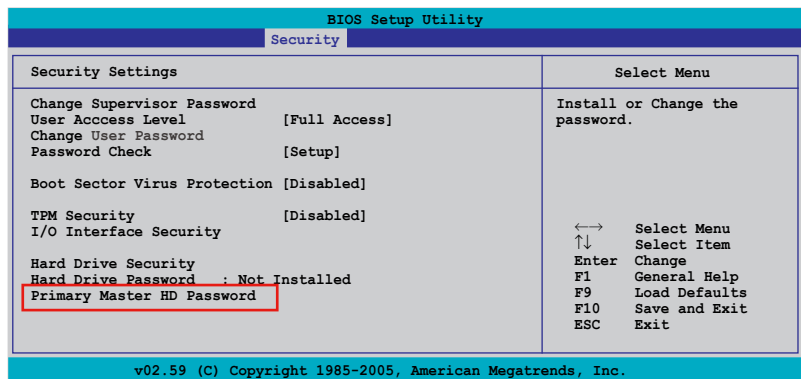 BIOS Setup Utility
Security
Security Settings
Change Supervisor Password
User Acccess Level [Full Access]
Change User Password
Password Check [Setup]
Boot Sector Virus Protection [Disabled]
TPM Security [Disabled]
I/O Interface Security
Hard Drive Security
Hard Drive Password : Not Installed
Primary Master HD Password
Select Menu
Install or Change the
password.
←→ Select Menu
↑↓ Select Item
Enter Change
F1 General Help
F9 Load Defaults
F10 Save and Exit
ESC Exit
v02.59 (C) Copyright 1985-2005, American Megatrends, Inc.